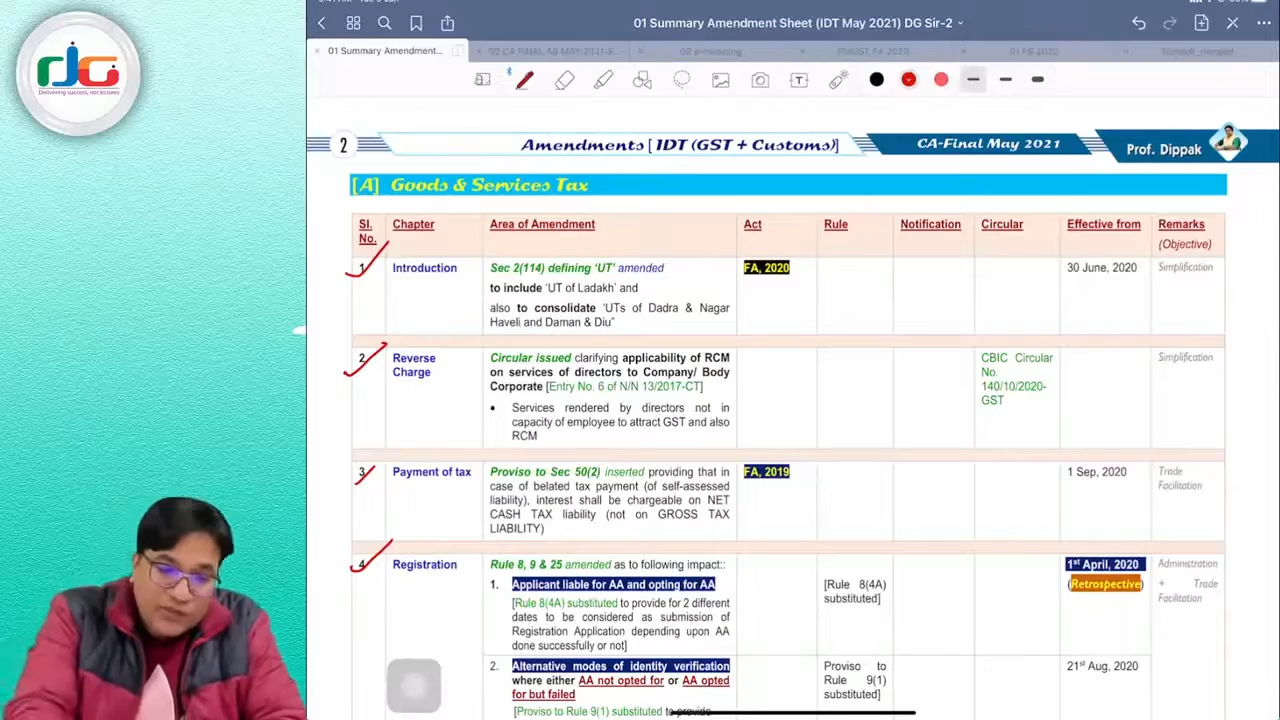 DG
Delivering success, not lectures
01 Summary Amendment Sheet (IDT May 2021) DG Sir-2
01 Summary Amendment...
2
Amendments [ IDT (GST + Customs)]
CA-Final May 2021
Prof. Dippak
[A] Goods & Services Tax
Sl. No. Chapter Area of Amendment Act Rule Notification Circular Effective from Remarks
(Objective)
1 Introduction Sec 2(114) defining 'UT' amended FA, 2020 30 June, 2020 Simplification
to include 'UT of Ladakh' and
also to consolidate 'UTs of Dadra & Nagar
Haveli and Daman & Diu"
2 Reverse Charge Circular issued clarifying applicability of RCM CBIC Circular Simplification
on services of directors to Company/ Body No.
Corporate [Entry No. 6 of N/N 13/2017-CT] 140/10/2020-
GST
• Services rendered by directors not in
capacity of employee to attract GST and also
RCM
3 Payment of tax Proviso to Sec 50(2) inserted providing that in FA, 2019 1 Sep, 2020 Trade
case of belated tax payment (of self-assessed Facilitation
liability), interest shall be chargeable on NET
CASH TAX liability (not on GROSS TAX
LIABILITY)
4 Registration Rule 8, 9 & 25 amended as to following impact:: 1st April, 2020 Administration
1. Applicant liable for AA and opting for AA [Rule 8(4A) (Retrospective) + Trade
[Rule 8(4A) substituted to provide for 2 different substituted] Facilitation
dates to be considered as submission of
Registration Application depending upon AA
done successfully or not]
2. Alternative modes of identity verification Proviso to 21st Aug, 2020
where either AA not opted for or AA opted Rule 9(1)
for but failed substituted]
[Proviso to Rule 9(1) substituted to provide